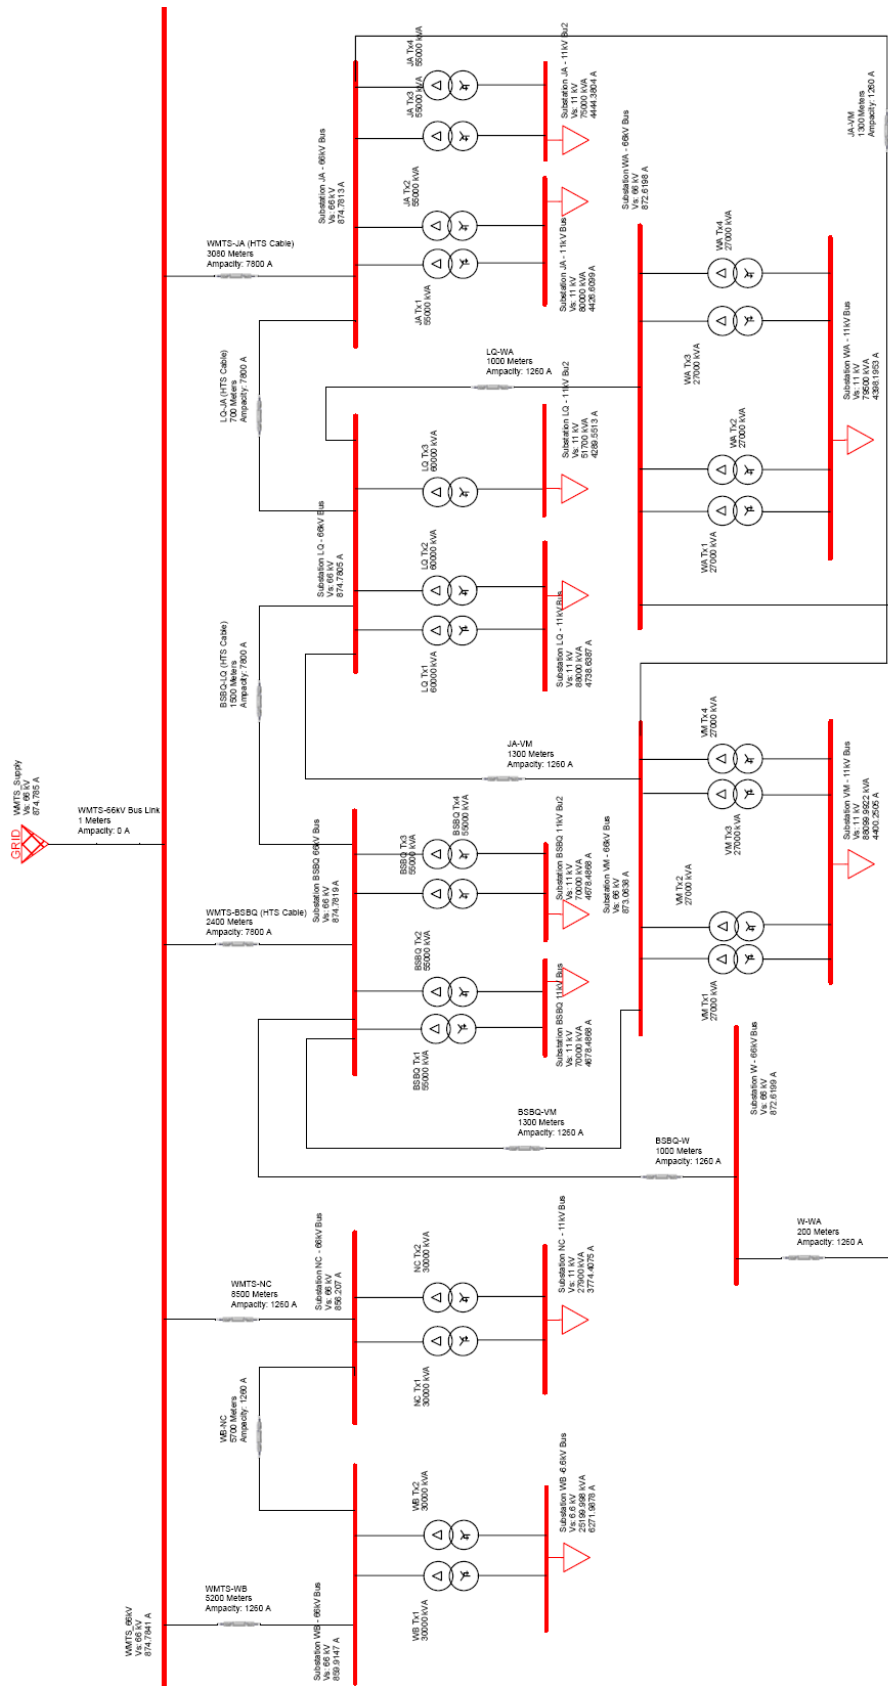 GRID
WMTS_Supply
Vs: 66 kV
874.785 A
WMTS-66kV Bus Link
1 Meters
Ampacity: 0 A
WMTS_66kV
Vs: 66 kV
874.7841 A
WMTS-WB
5200 Meters
Ampacity: 1260 A
WMTS-NC
8500 Meters
Ampacity: 1260 A
WMTS-BSBQ (HTS Cable)
2400 Meters
Ampacity: 7800 A
WMTS-JA (HTS Cable)
3080 Meters
Ampacity: 7800 A
WB-NC
5700 Meters
Ampacity: 1260 A
BSBQ-LQ (HTS Cable)
1500 Meters
Ampacity: 7800 A
LQ-JA (HTS Cable)
700 Meters
Ampacity: 7800 A
Substation WB - 66kV Bus
Vs: 66 kV
859.9147 A
WB Tx1
30000 kVA
WB Tx2
30000 kVA
Substation WB -6.6kV Bus
Vs: 6.6 kV
25199.998 kVA
6271.9878 A
Substation NC - 66kV Bus
Vs: 66 kV
856.207 A
NC Tx1
30000 kVA
NC Tx2
30000 kVA
Substation NC - 11kV Bus
Vs: 11 kV
27900 kVA
3774.4075 A
Substation BSBQ 66kV Bus
Vs: 66 kV
874.7819 A
BSBQ Tx1
55000 kVA
BSBQ Tx2
55000 kVA
BSBQ Tx3
55000 kVA
BSBQ Tx4
55000 kVA
Substation BSBQ 11kV Bus
Vs: 11 kV
70000 kVA
4678.4868 A
Substation BSBQ 11kV Bu2
Vs: 11 kV
70000 kVA
4678.4868 A
Substation LQ - 66kV Bus
Vs: 66 kV
874.7805 A
LQ Tx1
60000 kVA
LQ Tx2
60000 kVA
LQ Tx3
60000 kVA
Substation LQ - 11kV Bus
Vs: 11 kV
88000 kVA
4738.6387 A
Substation LQ - 11kV Bu2
Vs: 11 kV
51700 kVA
4289.5513 A
Substation JA - 66kV Bus
Vs: 66 kV
874.7813 A
JA Tx1
55000 kVA
JA Tx2
55000 kVA
JA Tx3
55000 kVA
JA Tx4
55000 kVA
Substation JA - 11kV Bus
Vs: 11 kV
80000 kVA
4426.6099 A
Substation JA - 11kV Bu2
Vs: 11 kV
75000 kVA
4444.3804 A
BSBQ-VM
1300 Meters
Ampacity: 1260 A
BSBQ-W
1000 Meters
Ampacity: 1260 A
JA-VM
1300 Meters
Ampacity: 1260 A
LQ-WA
1000 Meters
Ampacity: 1260 A
JA-VM
1300 Meters
Ampacity: 1260 A
W-WA
200 Meters
Ampacity: 1260 A
Substation W - 66kV Bus
Vs: 66 kV
872.6199 A
Substation VM - 66kV Bus
Vs: 66 kV
873.0638 A
VM Tx1
27000 kVA
VM Tx2
27000 kVA
VM Tx3
27000 kVA
VM Tx4
27000 kVA
Substation VM - 11kV Bus
Vs: 11 kV
88099.9922 kVA
4400.2505 A
Substation WA - 66kV Bus
Vs: 66 kV
872.6198 A
WA Tx1
27000 kVA
WA Tx2
27000 kVA
WA Tx3
27000 kVA
WA Tx4
27000 kVA
Substation WA - 11kV Bus
Vs: 11 kV
79500 kVA
4398.1953 A